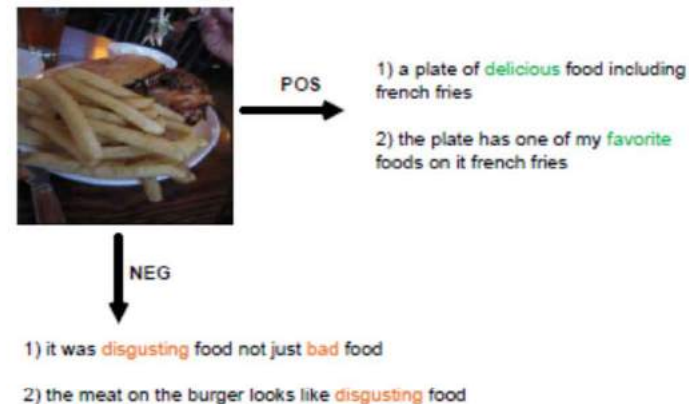 POS
1) a plate of delicious food including
french fries
2) the plate has one of my favorite
foods on it french fries
NEG
1) it was disgusting food not just bad food
2) the meat on the burger looks like disgusting food